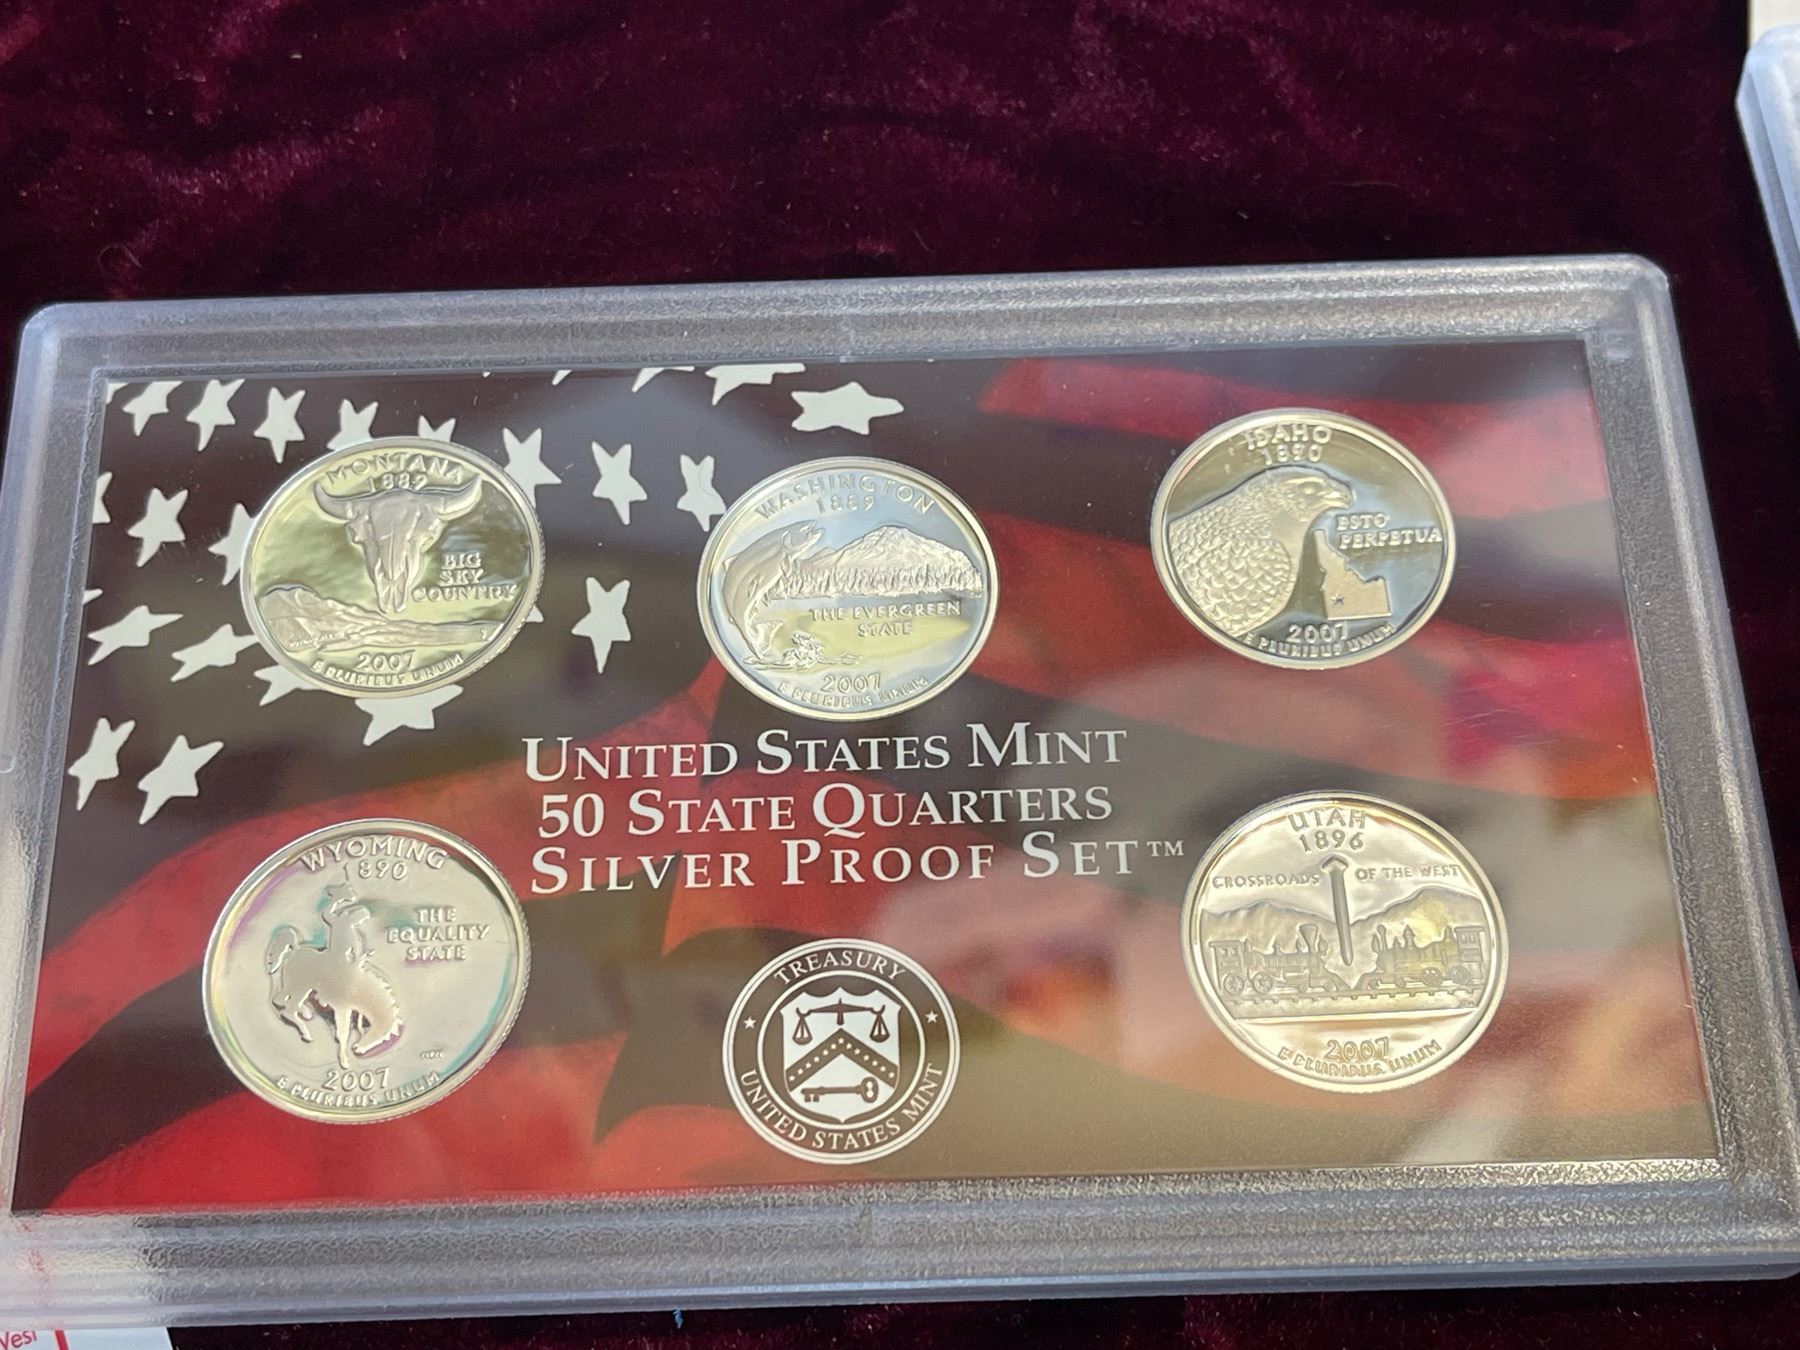 MONTANA
1889
BIG
SKY
COUNTRY
2007
E PLURIBUS UNUM
WASHINGTON
1889
THE EVERGREEN
STATE
2007
E PLURIBUS UNUM
IDAHO
1890
ESTO
PERPETUA
2007
E PLURIBUS UNUM
UNITED STATES MINT
50 STATE QUARTERS
SILVER PROOF SET™
WYOMING
1890
THE
EQUALITY
STATE
2007
E PLURIBUS UNUM
TREASURY
UNITED STATES MINT
UTAH
1896
CROSSROADS OF THE WEST
2007
E PLURIBUS UNUM